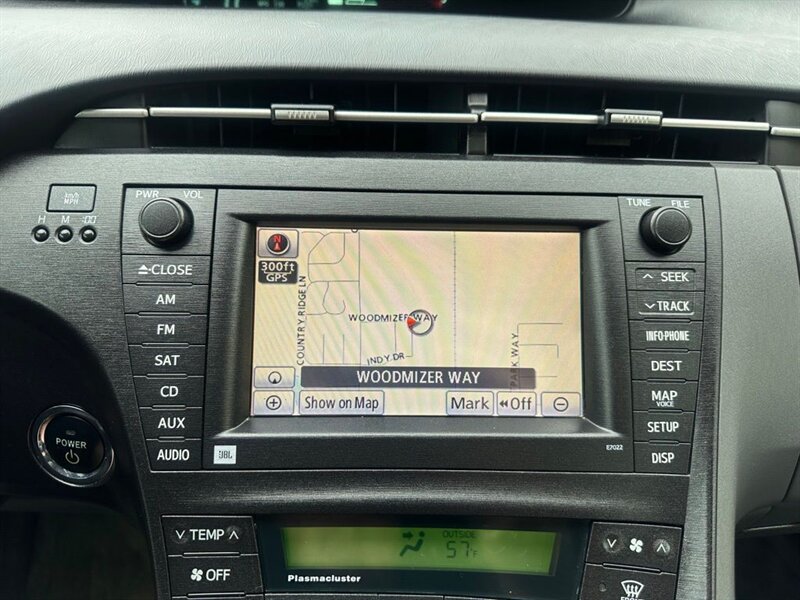 km/h
MPH
H M :00
PWR VOL
TUNE FILE
CLOSE
AM
FM
SAT
CD
AUX
AUDIO
JBL
POWER
N
300ft
GPS
COUNTRY RIDGE LN
WOODMIZER WAY
INDY DR
PARK WAY
WOODMIZER WAY
Show on Map
Mark
Off
E7022
SEEK
TRACK
INFO·PHONE
DEST
MAP
VOICE
SETUP
DISP
TEMP
OFF
OUTSIDE
57°F
Plasmacluster
FRONT